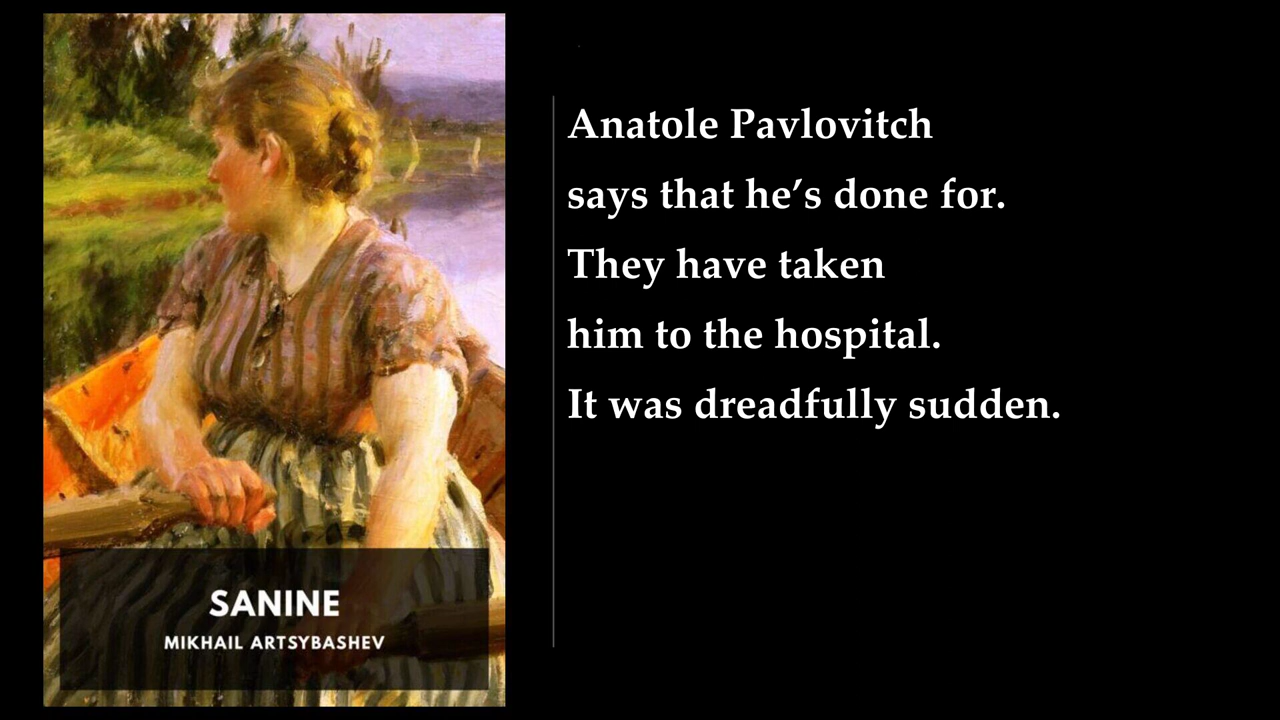 SANINE
MIKHAIL ARTSYBASHEV
Anatole Pavlovitch
says that he’s done for.
They have taken
him to the hospital.
It was dreadfully sudden.